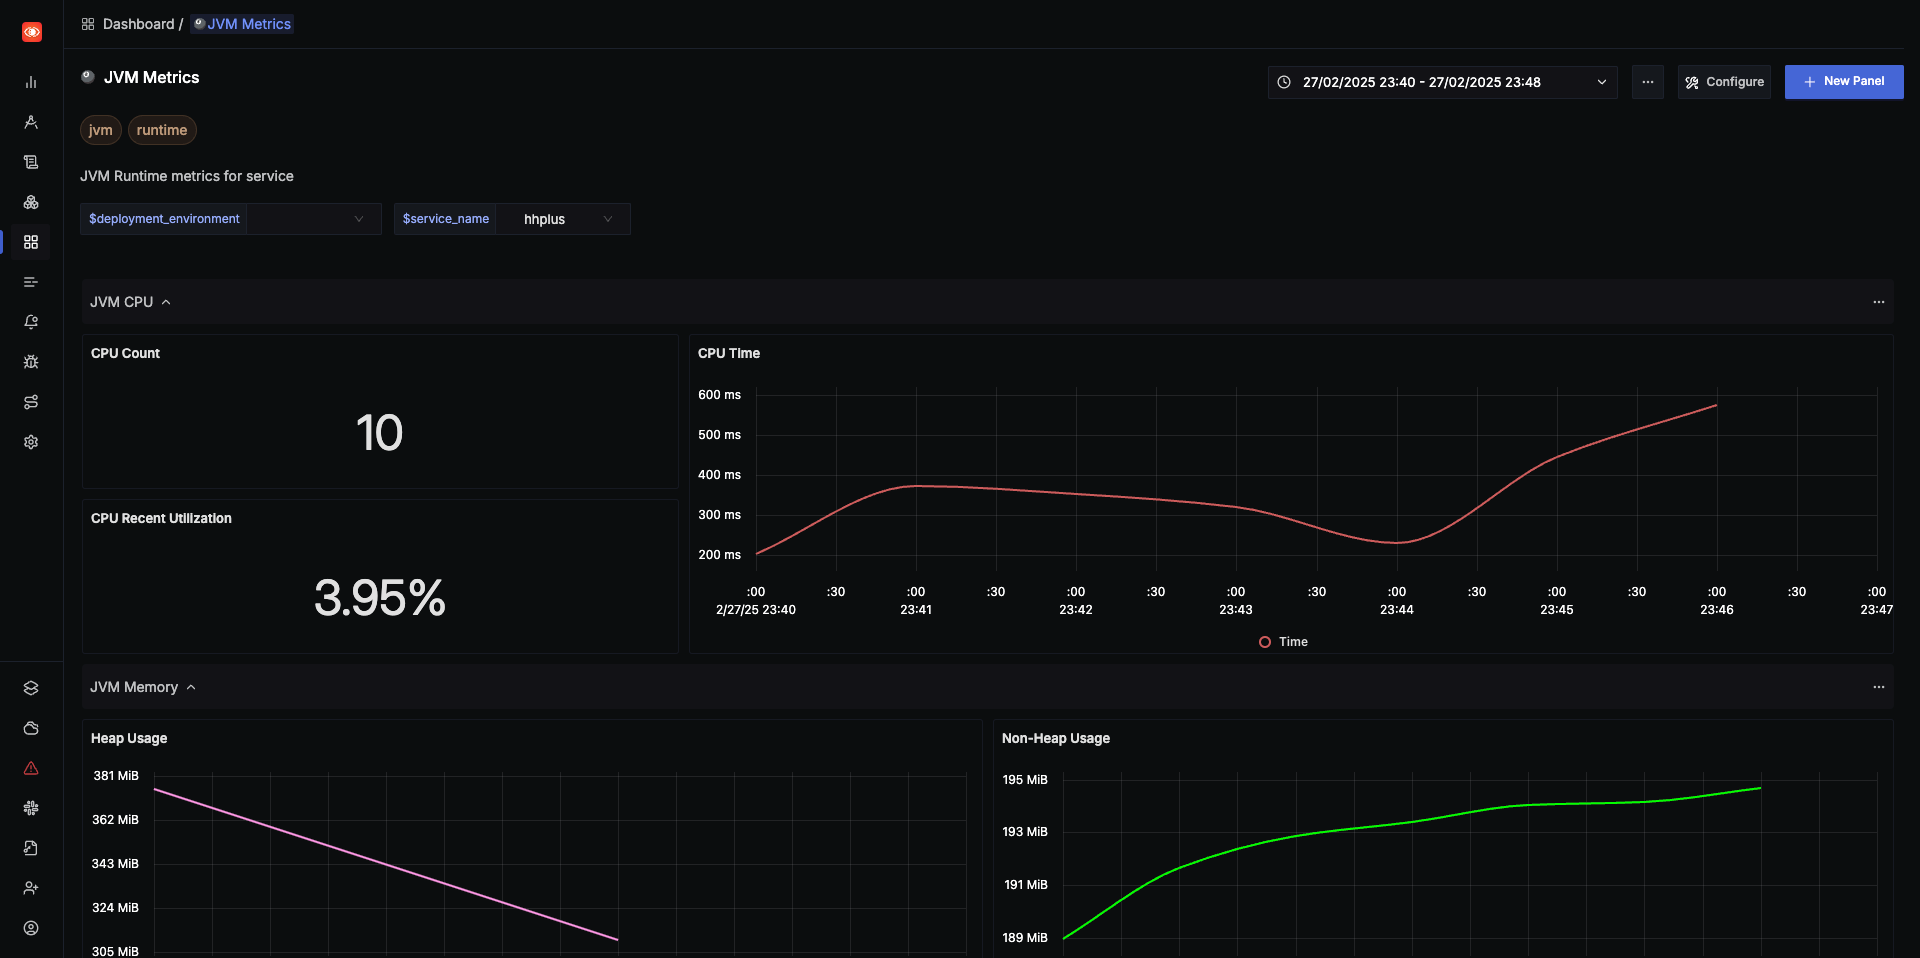 Dashboard / JVM Metrics
JVM Metrics
27/02/2025 23:40 - 27/02/2025 23:48
Configure
New Panel
jvm
runtime
JVM Runtime metrics for service
$deployment_environment
$service_name
hhplus
JVM CPU
CPU Count
10
CPU Recent Utilization
3.95%
CPU Time
600 ms
500 ms
400 ms
300 ms
200 ms
:00 :30 :00 :30 :00 :30 :00 :30 :00 :30 :00 :30 :00 :30 :00
2/27/25 23:40 23:41 23:42 23:43 23:44 23:45 23:46 23:47
Time
JVM Memory
Heap Usage
381 MiB
362 MiB
343 MiB
324 MiB
305 MiB
Non-Heap Usage
195 MiB
193 MiB
191 MiB
189 MiB